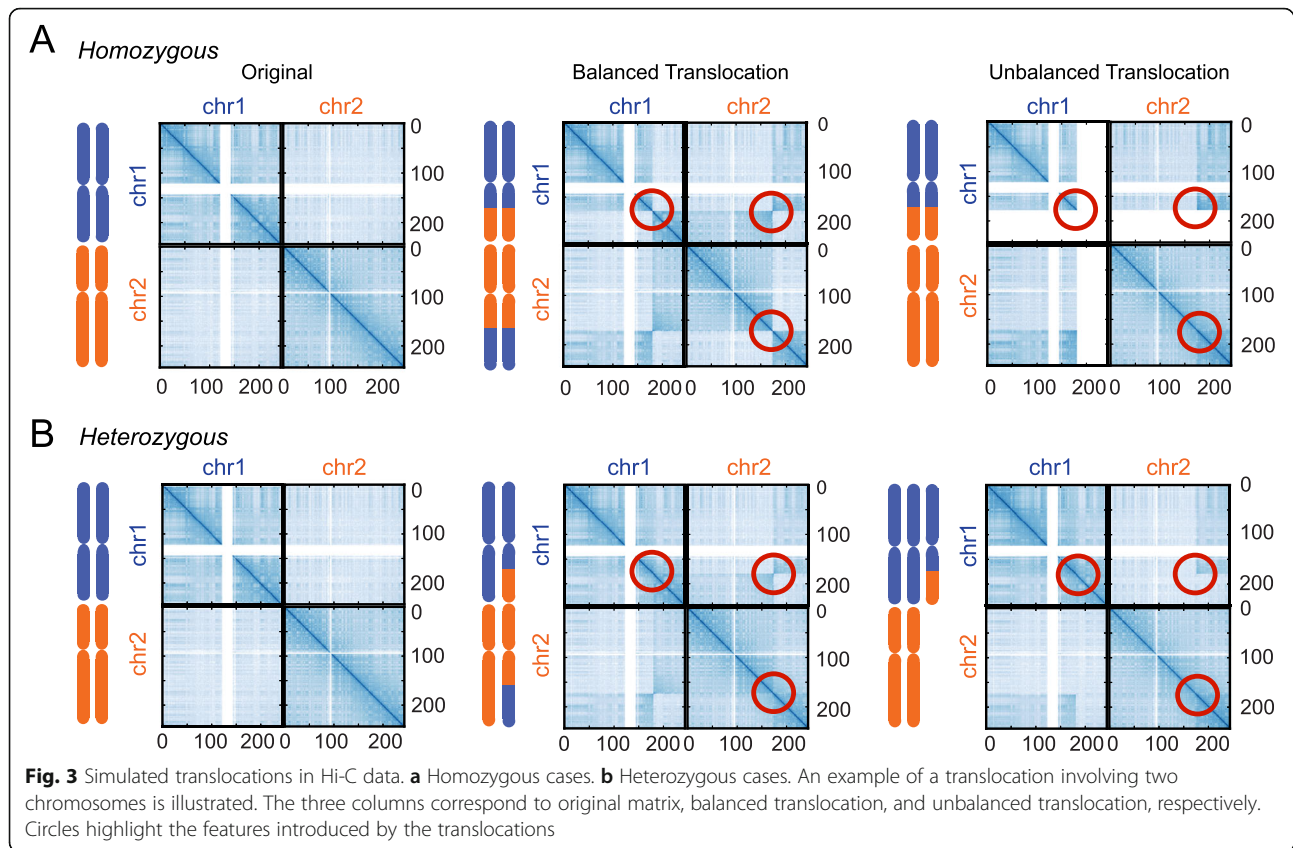 A Homozygous
Original Balanced Translocation Unbalanced Translocation
chr1 chr2 chr1 chr2 chr1 chr2
0 0 0
chr1 100 chr1 100 chr1 100
200 200 200
0 0 0
chr2 100 chr2 100 chr2 100
200 200 200
0 100 200 0 100 200 0 100 200 0 100 200 0 100 200 0 100 200
B Heterozygous
chr1 chr2 chr1 chr2 chr1 chr2
0 0 0
chr1 100 chr1 100 chr1 100
200 200 200
0 0 0
chr2 100 chr2 100 chr2 100
200 200 200
0 100 200 0 100 200 0 100 200 0 100 200 0 100 200 0 100 200
Fig. 3 Simulated translocations in Hi-C data. a Homozygous cases. b Heterozygous cases. An example of a translocation involving two
chromosomes is illustrated. The three columns correspond to original matrix, balanced translocation, and unbalanced translocation, respectively.
Circles highlight the features introduced by the translocations